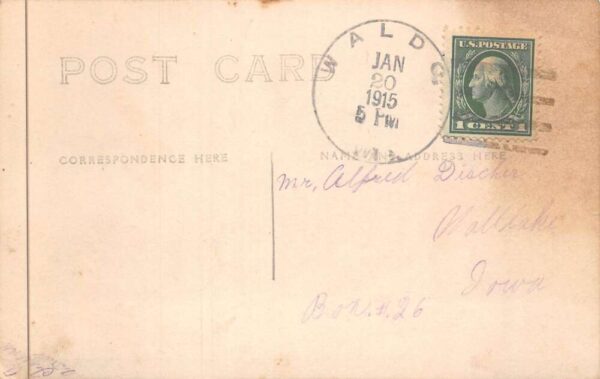 POST CARD
WALDO
JAN
20
1915
5 PM
U.S. POSTAGE
1 CENT 1
CORRESPONDENCE HERE
NAME AND ADDRESS HERE
Mr. Alfred Discher
Iowa
Box. #. 26